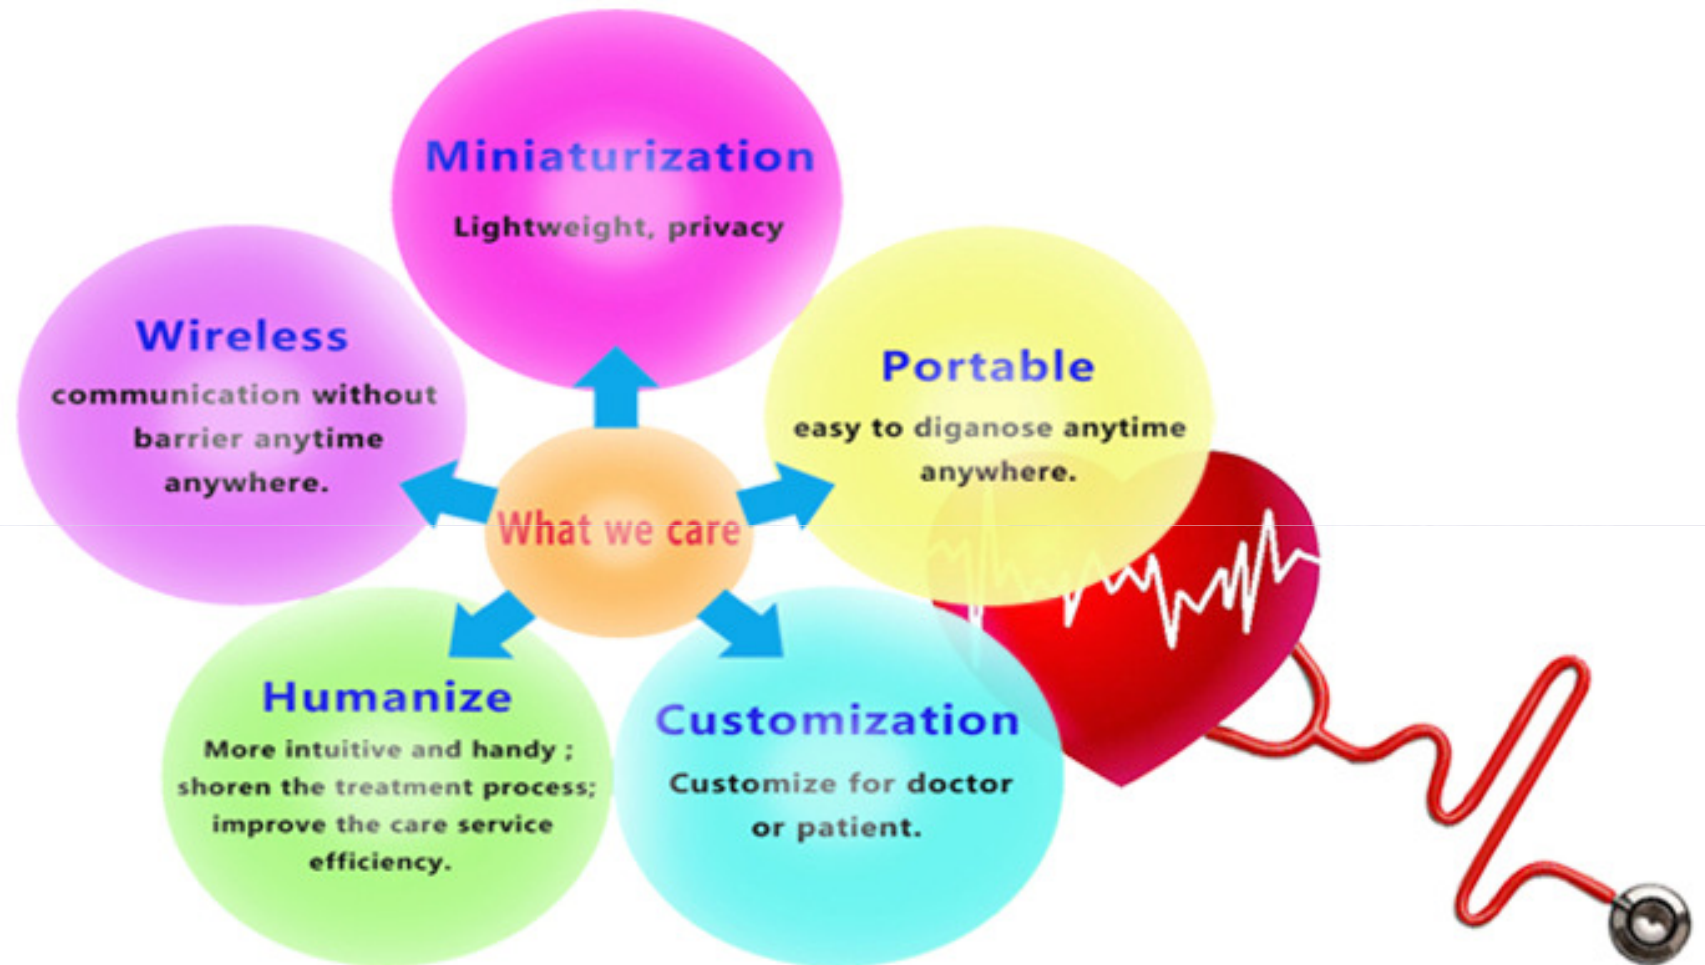 Miniaturization
Lightweight, privacy
Wireless
communication without
barrier anytime
anywhere.
Portable
easy to diganose anytime
anywhere.
What we care
Humanize
More intuitive and handy ;
shoren the treatment process;
improve the care service
efficiency.
Customization
Customize for doctor
or patient.